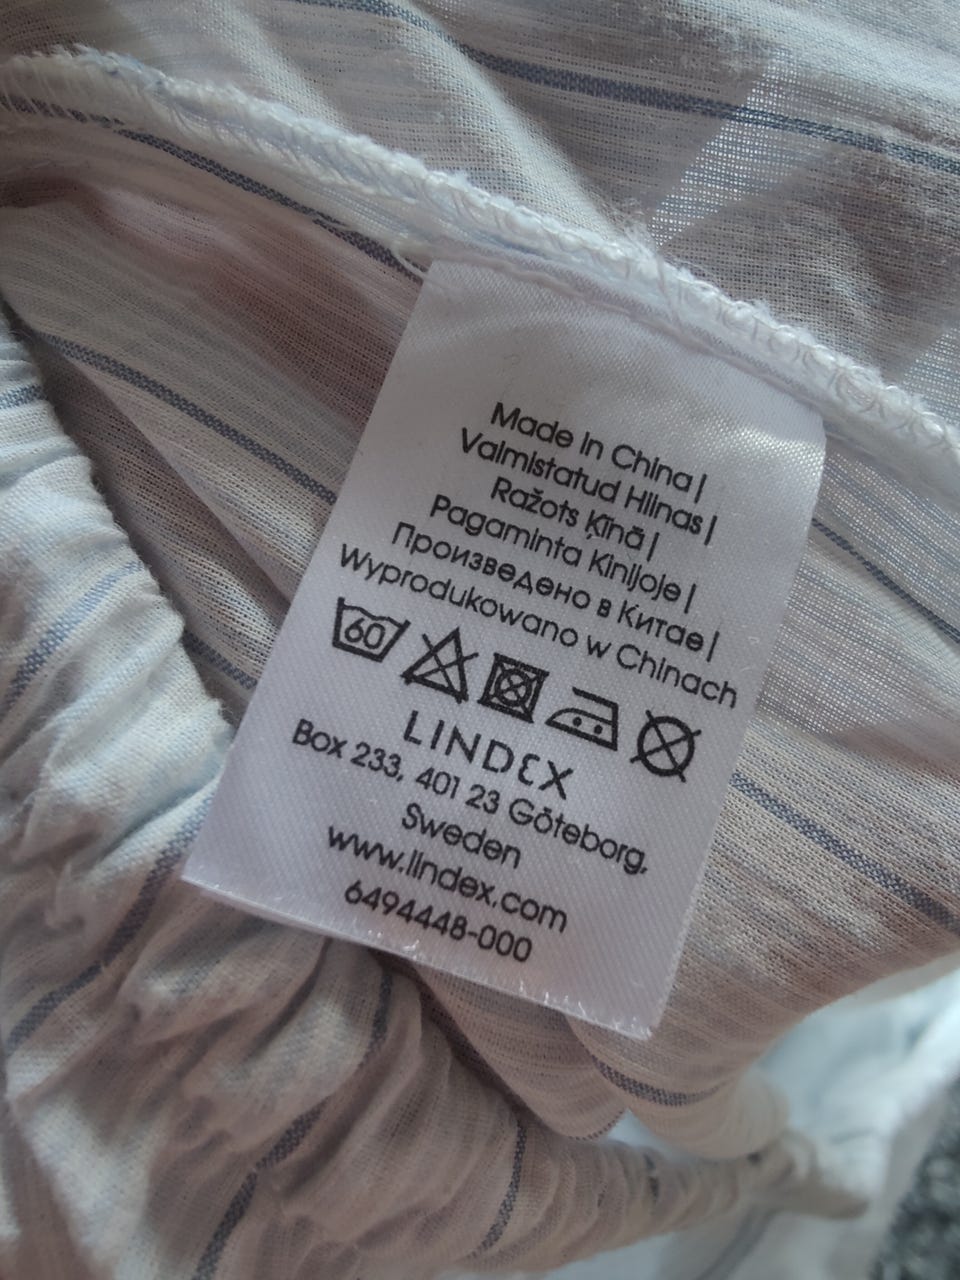 Made in China|
Valmistatud Hiinas|
Ražots Ķīnā|
Pagaminta Kinijoje|
Произведено в Китае|
Wyprodukowano w Chinach
60
LINDEX
Box 233, 401 23 Göteborg,
Sweden
www.lindex.com
6494448-000